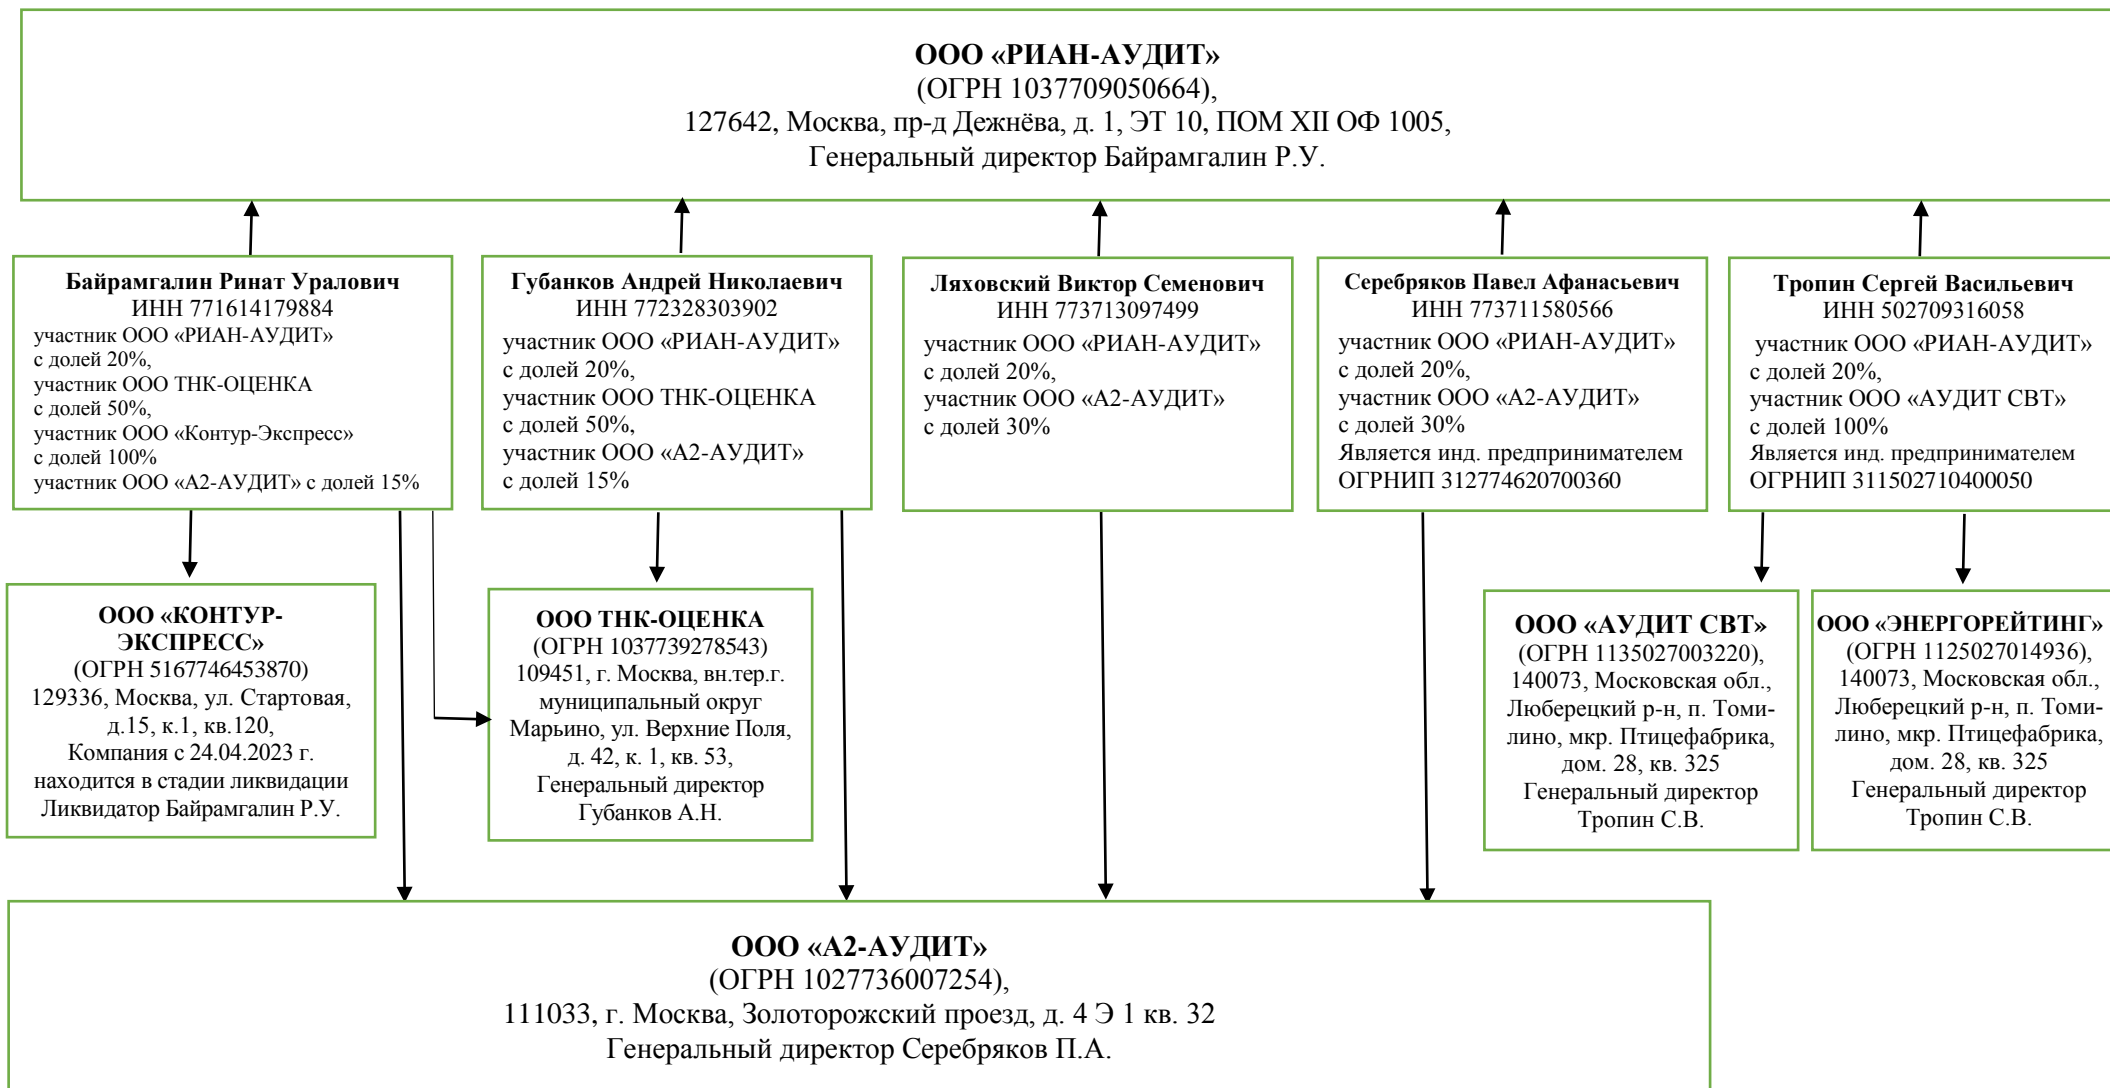 ООО «РИАН-АУДИТ»
(ОГРН 1037709050664),
127642, Москва, пр-д Дежнёва, д. 1, ЭТ 10, ПОМ XII ОФ 1005,
Генеральный директор Байрамгалин Р.У.
Байрамгалин Ринат Уралович
ИНН 771614179884
участник ООО «РИАН-АУДИТ»
с долей 20%,
участник ООО ТНК-ОЦЕНКА
с долей 50%,
участник ООО «Контур-Экспресс»
с долей 100%
участник ООО «А2-АУДИТ» с долей 15%
Губанков Андрей Николаевич
ИНН 772328303902
участник ООО «РИАН-АУДИТ»
с долей 20%,
участник ООО ТНК-ОЦЕНКА
с долей 50%,
участник ООО «А2-АУДИТ»
с долей 15%
Ляховский Виктор Семенович
ИНН 773713097499
участник ООО «РИАН-АУДИТ»
с долей 20%,
участник ООО «А2-АУДИТ»
с долей 30%
Серебряков Павел Афанасьевич
ИНН 773711580566
участник ООО «РИАН-АУДИТ»
с долей 20%,
участник ООО «А2-АУДИТ»
с долей 30%
Является инд. предпринимателем
ОГРНИП 312774620700360
Тропин Сергей Васильевич
ИНН 502709316058
участник ООО «РИАН-АУДИТ»
с долей 20%,
участник ООО «АУДИТ СВТ»
с долей 100%
Является инд. предпринимателем
ОГРНИП 311502710400050
ООО «КОНТУР-
ЭКСПРЕСС»
(ОГРН 5167746453870)
129336, Москва, ул. Стартовая,
д.15, к.1, кв.120,
Компания с 24.04.2023 г.
находится в стадии ликвидации
Ликвидатор Байрамгалин Р.У.
ООО ТНК-ОЦЕНКА
(ОГРН 1037739278543)
109451, г. Москва, вн.тер.г.
муниципальный округ
Марьино, ул. Верхние Поля,
д. 42, к. 1, кв. 53,
Генеральный директор
Губанков А.Н.
ООО «АУДИТ СВТ»
(ОГРН 1135027003220),
140073, Московская обл.,
Люберецкий р-н, п. Томи-
лино, мкр. Птицефабрика,
дом. 28, кв. 325
Генеральный директор
Тропин С.В.
ООО «ЭНЕРГОРЕЙТИНГ»
(ОГРН 1125027014936),
140073, Московская обл.,
Люберецкий р-н, п. Томи-
лино, мкр. Птицефабрика,
дом. 28, кв. 325
Генеральный директор
Тропин С.В.
ООО «А2-АУДИТ»
(ОГРН 1027736007254),
111033, г. Москва, Золоторожский проезд, д. 4 Э 1 кв. 32
Генеральный директор Серебряков П.А.